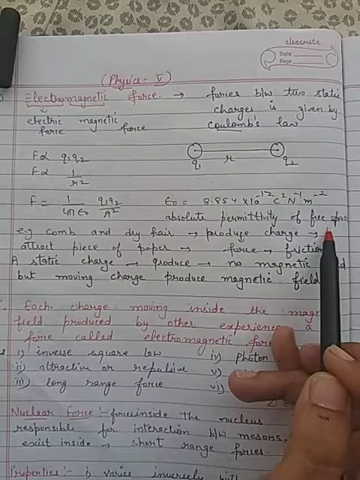 classmate
Date
Page
(Physics - V)
Electromagnetic force → forces b/w two static
electric magnetic charges is given by
force force Coulomb's law
F α q1q2
q1 r q2
F α 1/r²
F = 1/4πε0 q1q2/r² ε0 = 8.854 × 10^-12 C² N^-1 m^-2
absolute permittivity of free
eg comb and dry hair → produce charge →
attract piece of paper → force → friction
A static charge → produce → no magnetic
but moving charge produce magnetic field
Each charge moving inside the
field produced by other experience a
force called electromagnetic
i) inverse square law iv) Photon
ii) attractive or repulsive v)
iii) long range force
Nuclear Force :- force inside the nucleus
responsible for interaction b/w mesons.
exist inside → short range forces.
Properties :- i) varies inversely